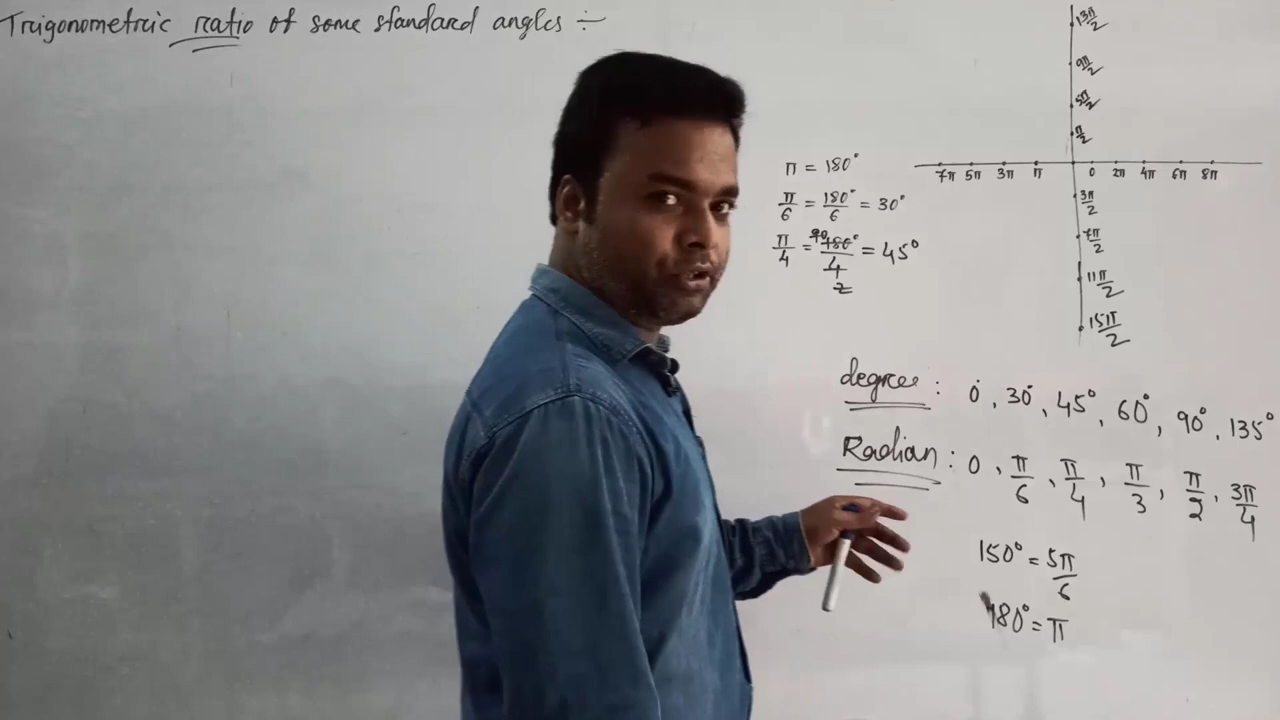 Trigonometric ratio of some standard angles ÷
13π/2
9π/2
5π/2
π/2
7π 5π 3π π 0 2π 4π 6π 8π
3π/2
7π/2
11π/2
15π/2
π = 180°
π/6 = 180°/6 = 30°
π/4 = 90 180°/4 2 = 45°
degree : 0°, 30°, 45°, 60°, 90°, 135°
Radian : 0, π/6, π/4, π/3, π/2, 3π/4
150° = 5π/6
180° = π